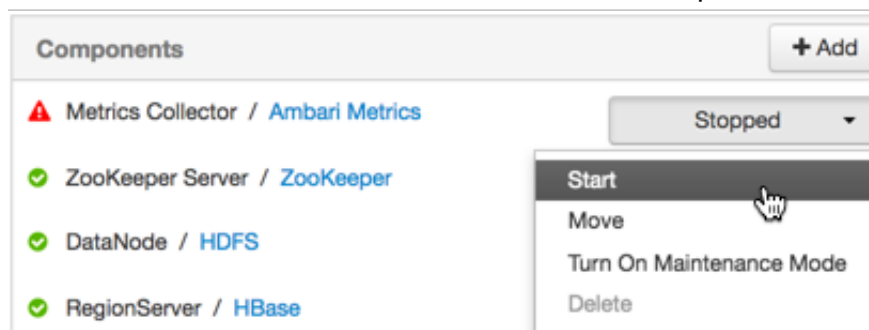 Components
+ Add
Metrics Collector / Ambari Metrics
Stopped
ZooKeeper Server / ZooKeeper
Start
Move
DataNode / HDFS
Turn On Maintenance Mode
RegionServer / HBase
Delete